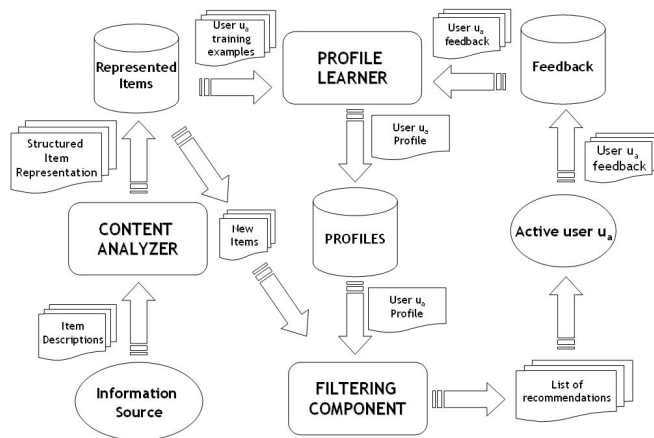 User uₐ
training
examples
PROFILE
LEARNER
User uₐ
feedback
Represented
Items
Feedback
Structured
Item
Representation
User uₐ
Profile
User uₐ
feedback
CONTENT
ANALYZER
New
Items
PROFILES
Active user uₐ
Item
Descriptions
User uₐ
Profile
Information
Source
FILTERING
COMPONENT
List of
recommendations